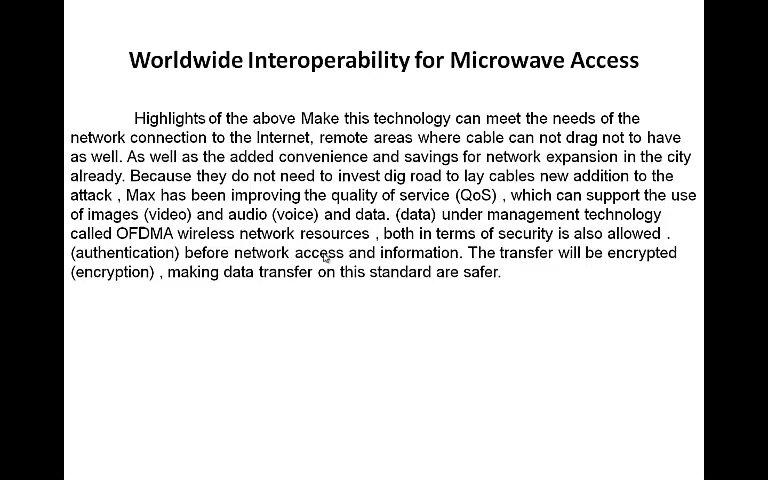 Worldwide Interoperability for Microwave Access
Highlights of the above Make this technology can meet the needs of the
network connection to the Internet, remote areas where cable can not drag not to have
as well. As well as the added convenience and savings for network expansion in the city
already. Because they do not need to invest dig road to lay cables new addition to the
attack , Max has been improving the quality of service (QoS) , which can support the use
of images (video) and audio (voice) and data. (data) under management technology
called OFDMA wireless network resources , both in terms of security is also allowed .
(authentication) before network access and information. The transfer will be encrypted
(encryption) , making data transfer on this standard are safer.